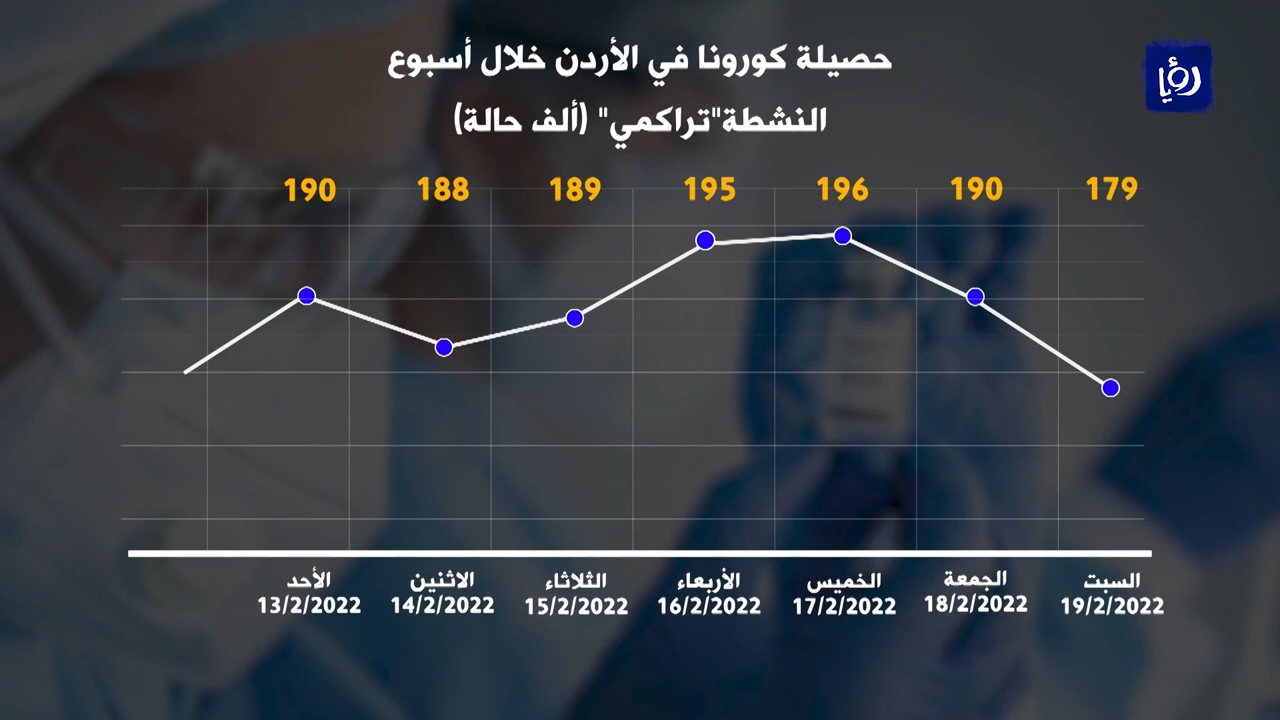 حصيلة كورونا في الأردن خلال أسبوع
النشطة"تراكمي" (ألف حالة)
رؤيا
190 188 189 195 196 190 179
الأحد الاثنين الثلاثاء الأربعاء الخميس الجمعة السبت
13/2/2022 14/2/2022 15/2/2022 16/2/2022 17/2/2022 18/2/2022 19/2/2022